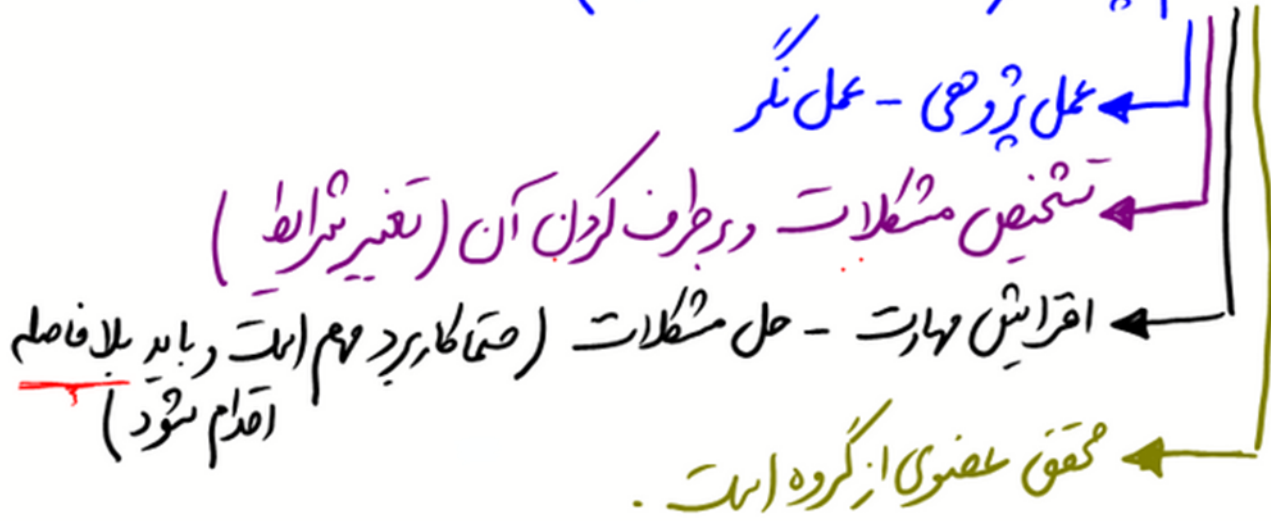 عمل پژوهی - عمل نگر
تشخیص مشکلات و برطرف کردن آن (تغییر شرایط)
افزایش مهارت - حل مشکلات (حتما کاربرد مهم است و باید بلافاصله
اقدام شود)
محقق عضوی از گروه است.